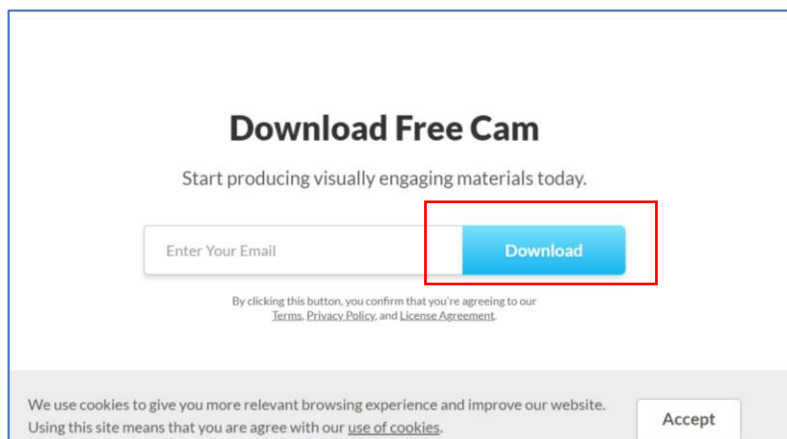 Download Free Cam
Start producing visually engaging materials today.
Enter Your Email
Download
By clicking this button, you confirm that you're agreeing to our
Terms, Privacy Policy, and License Agreement.
We use cookies to give you more relevant browsing experience and improve our website.
Using this site means that you are agree with our use of cookies.
Accept